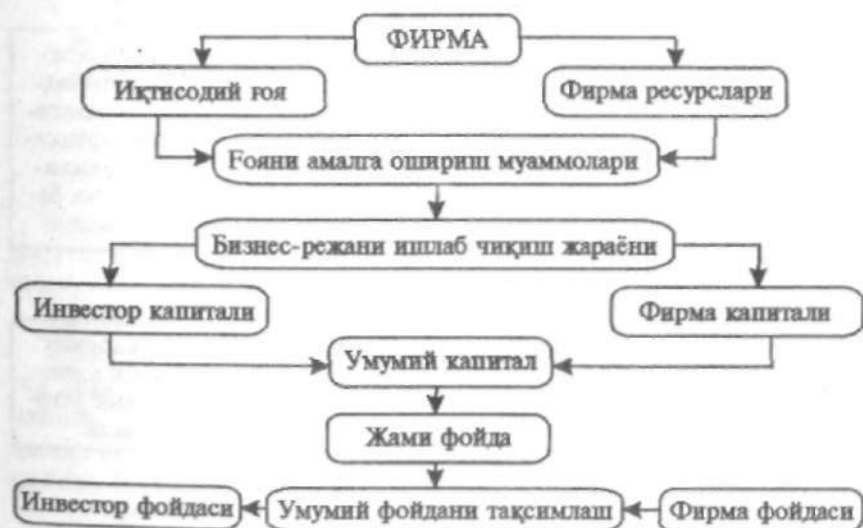 ФИРМА
Иқтисодий ғоя
Фирма ресурслари
Ғояни амалга ошириш муаммолари
Бизнес-режани ишлаб чиқиш жараёни
Инвестор капитали
Фирма капитали
Умумий капитал
Жами фойда
Инвестор фойдаси
Умумий фойдани тақсимлаш
Фирма фойдаси